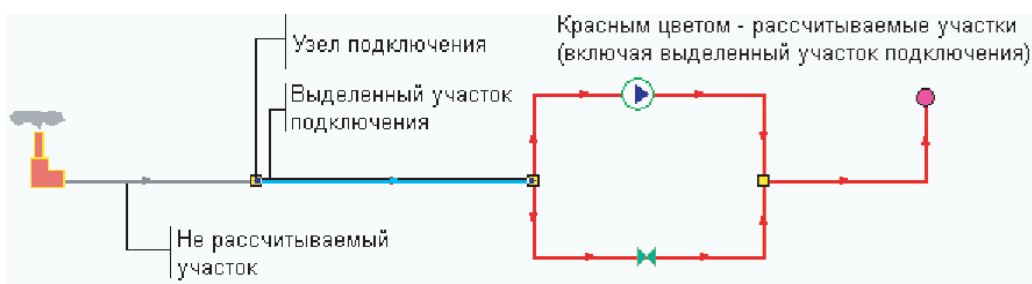 Красным цветом - рассчитываемые участки
(включая выделенный участок подключения)
Узел подключения
Выделенный участок
подключения
Не рассчитываемый
участок